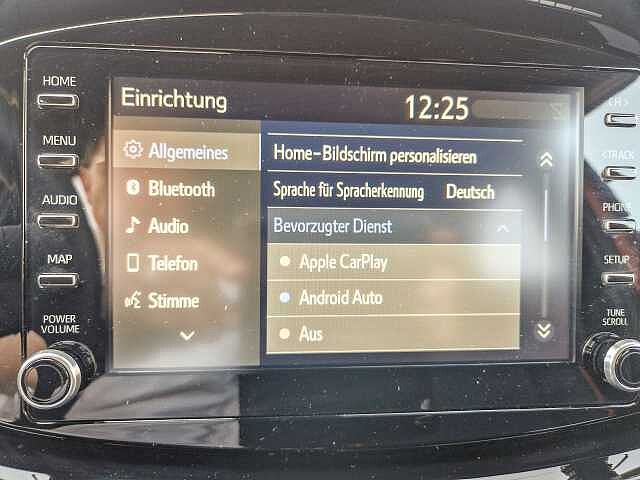 HOME
MENU
AUDIO
MAP
POWER
VOLUME
Einrichtung
12:25
Allgemeines
Bluetooth
Audio
Telefon
Stimme
Home-Bildschirm personalisieren
Sprache für Spracherkennung Deutsch
Bevorzugter Dienst
Apple CarPlay
Android Auto
Aus
CH >
< TRACK
PHONE
SETUP
TUNE
SCROLL